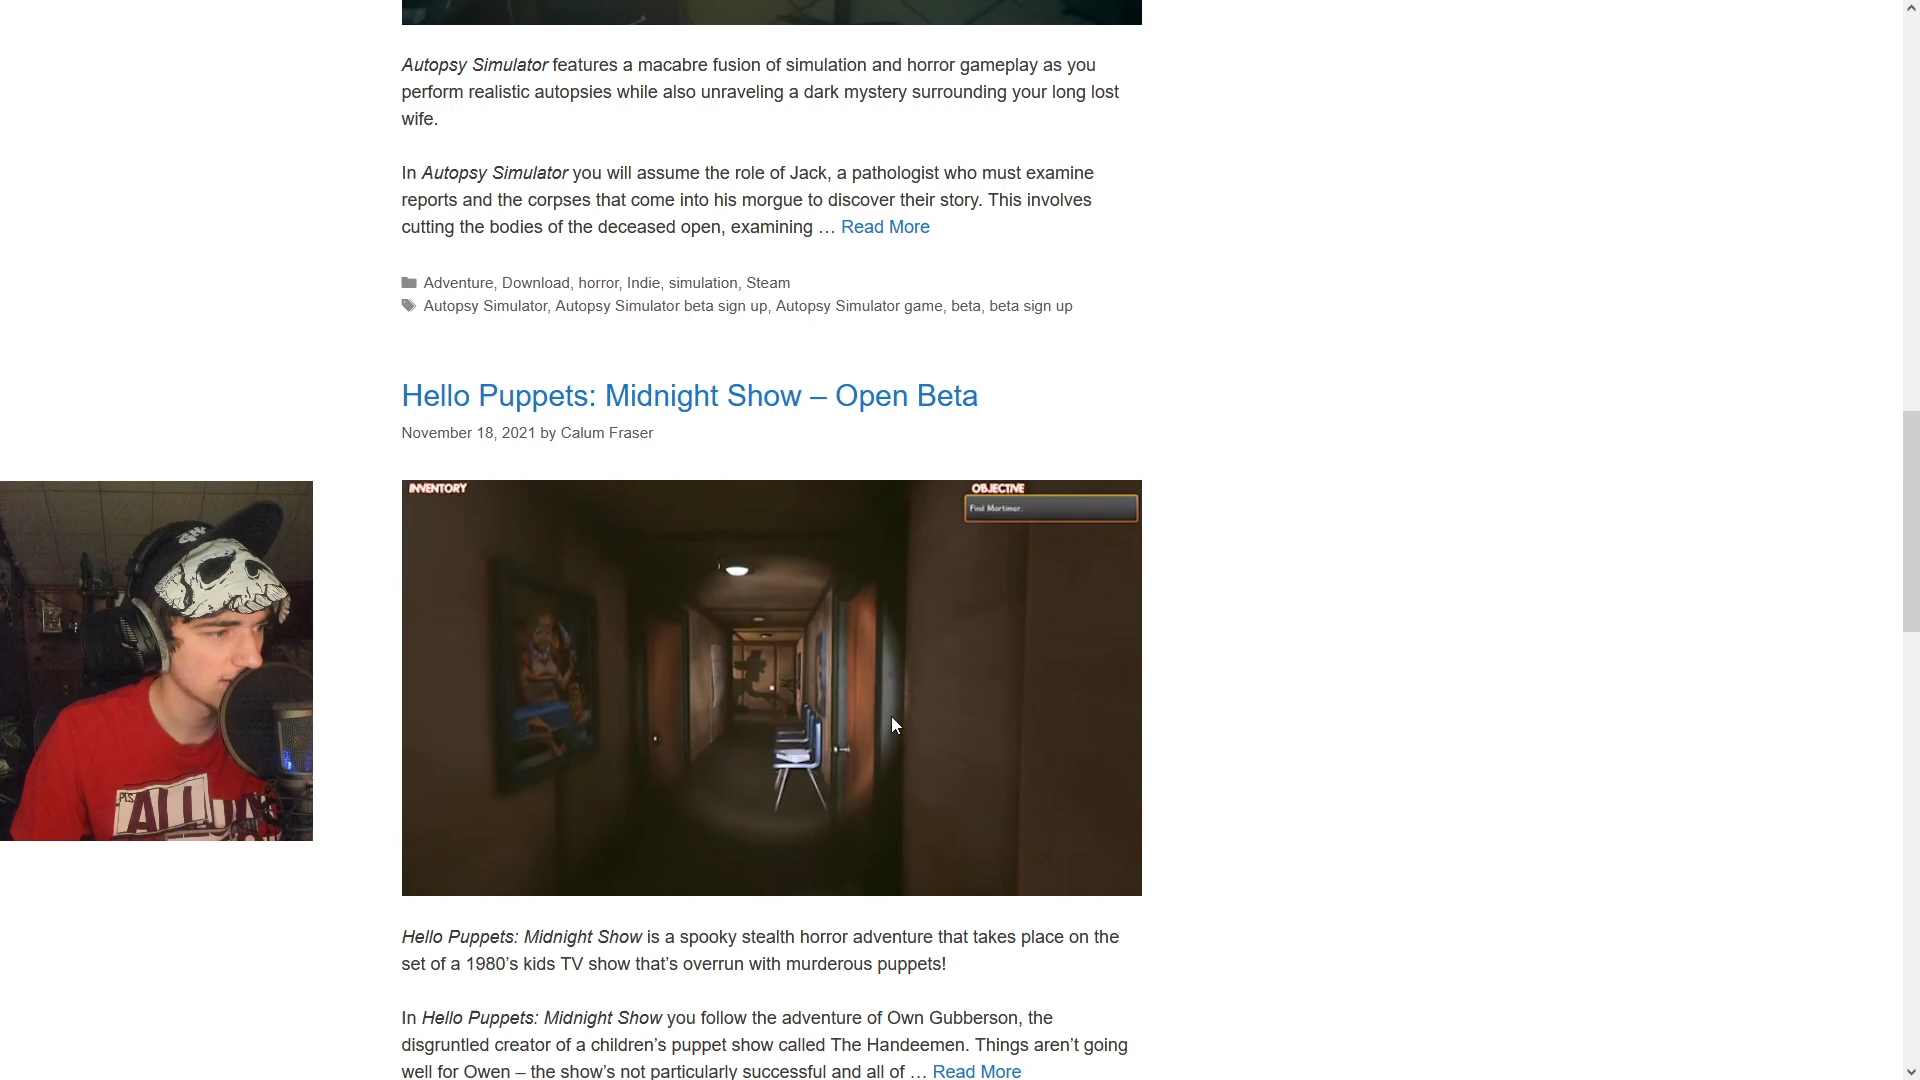 Autopsy Simulator features a macabre fusion of simulation and horror gameplay as you
perform realistic autopsies while also unraveling a dark mystery surrounding your long lost
wife.
In Autopsy Simulator you will assume the role of Jack, a pathologist who must examine
reports and the corpses that come into his morgue to discover their story. This involves
cutting the bodies of the deceased open, examining … Read More
Adventure, Download, horror, Indie, simulation, Steam
Autopsy Simulator, Autopsy Simulator beta sign up, Autopsy Simulator game, beta, beta sign up
Hello Puppets: Midnight Show – Open Beta
November 18, 2021 by Calum Fraser
INVENTORY
OBJECTIVE
Find Mortimer.
Hello Puppets: Midnight Show is a spooky stealth horror adventure that takes place on the
set of a 1980’s kids TV show that’s overrun with murderous puppets!
In Hello Puppets: Midnight Show you follow the adventure of Own Gubberson, the
disgruntled creator of a children’s puppet show called The Handeemen. Things aren’t going
well for Owen – the show’s not particularly successful and all of … Read More